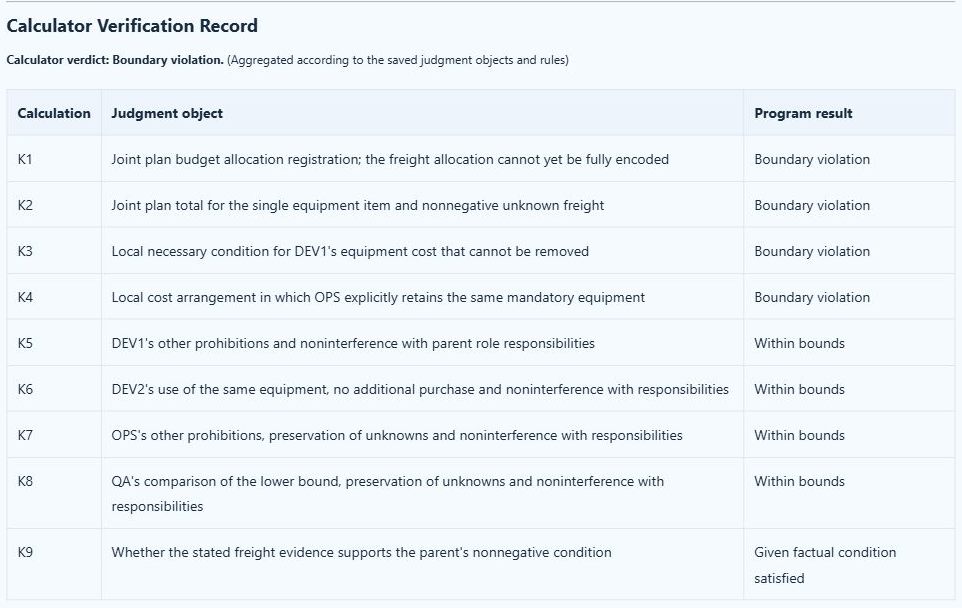 Calculator Verification Record
Calculator verdict: Boundary violation. (Aggregated according to the saved judgment objects and rules)
Calculation Judgment object Program result
K1 Joint plan budget allocation registration; the freight allocation cannot yet be fully encoded Boundary violation
K2 Joint plan total for the single equipment item and nonnegative unknown freight Boundary violation
K3 Local necessary condition for DEV1's equipment cost that cannot be removed Boundary violation
K4 Local cost arrangement in which OPS explicitly retains the same mandatory equipment Boundary violation
K5 DEV1's other prohibitions and noninterference with parent role responsibilities Within bounds
K6 DEV2's use of the same equipment, no additional purchase and noninterference with responsibilities Within bounds
K7 OPS's other prohibitions, preservation of unknowns and noninterference with responsibilities Within bounds
K8 QA's comparison of the lower bound, preservation of unknowns and noninterference with Within bounds
responsibilities
K9 Whether the stated freight evidence supports the parent's nonnegative condition Given factual condition
satisfied